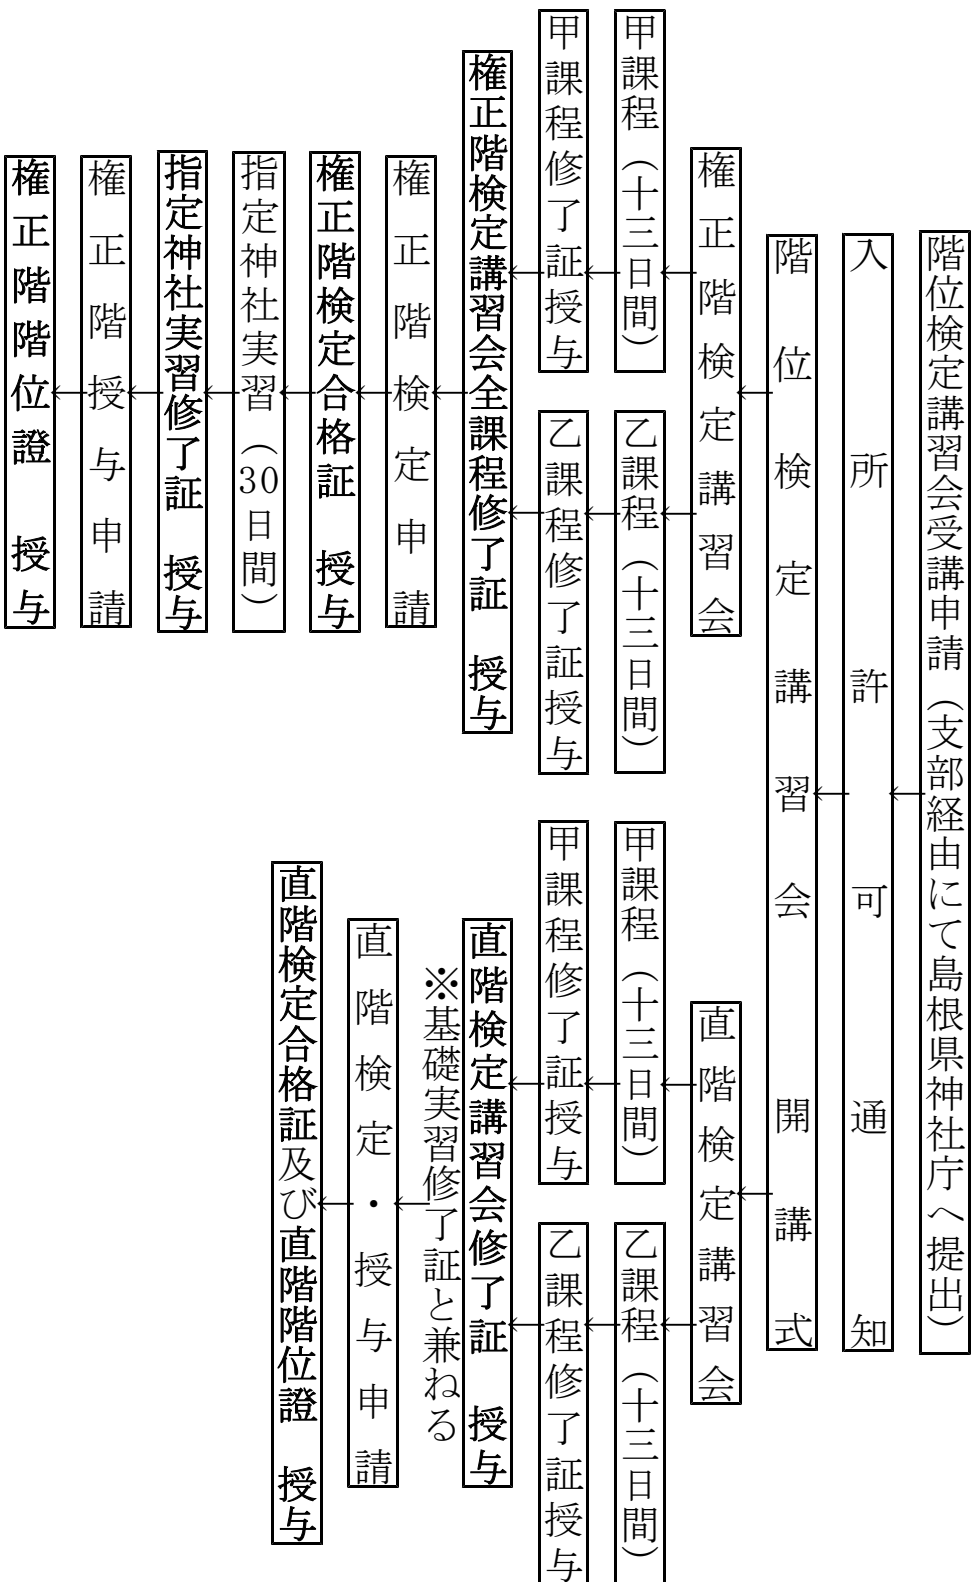 階位検定講習会受講申請（支部経由にて島根県神社庁へ提出）
入所許可通知
階位検定講習会開講式
権正階検定講習会
直階検定講習会
甲課程（十三日間）
乙課程（十三日間）
甲課程（十三日間）
乙課程（十三日間）
甲課程修了証授与
乙課程修了証授与
甲課程修了証授与
乙課程修了証授与
権正階検定講習会全課程修了証　授与
直階検定講習会修了証　授与
※基礎実習修了証と兼ねる
権正階検定申請
直階検定・授与申請
権正階検定合格証　授与
直階検定合格証及び直階階位證　授与
指定神社実習（30日間）
指定神社実習修了証　授与
権正階授与申請
権正階階位證　授与